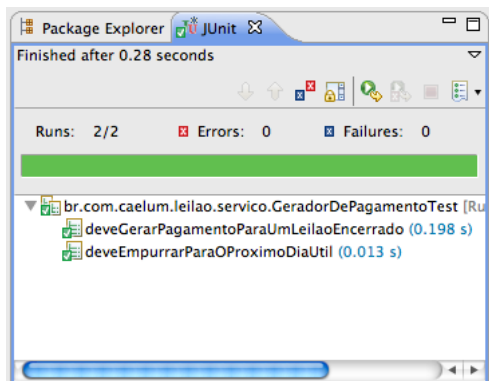 Package Explorer JUnit
Finished after 0.28 seconds
Runs: 2/2 Errors: 0 Failures: 0
br.com.caelum.leilao.servico.GeradorDePagamentoTest [Ru
deveGerarPagamentoParaUmLeilaoEncerrado (0.198 s)
deveEmpurrarParaOProximoDiaUtil (0.013 s)